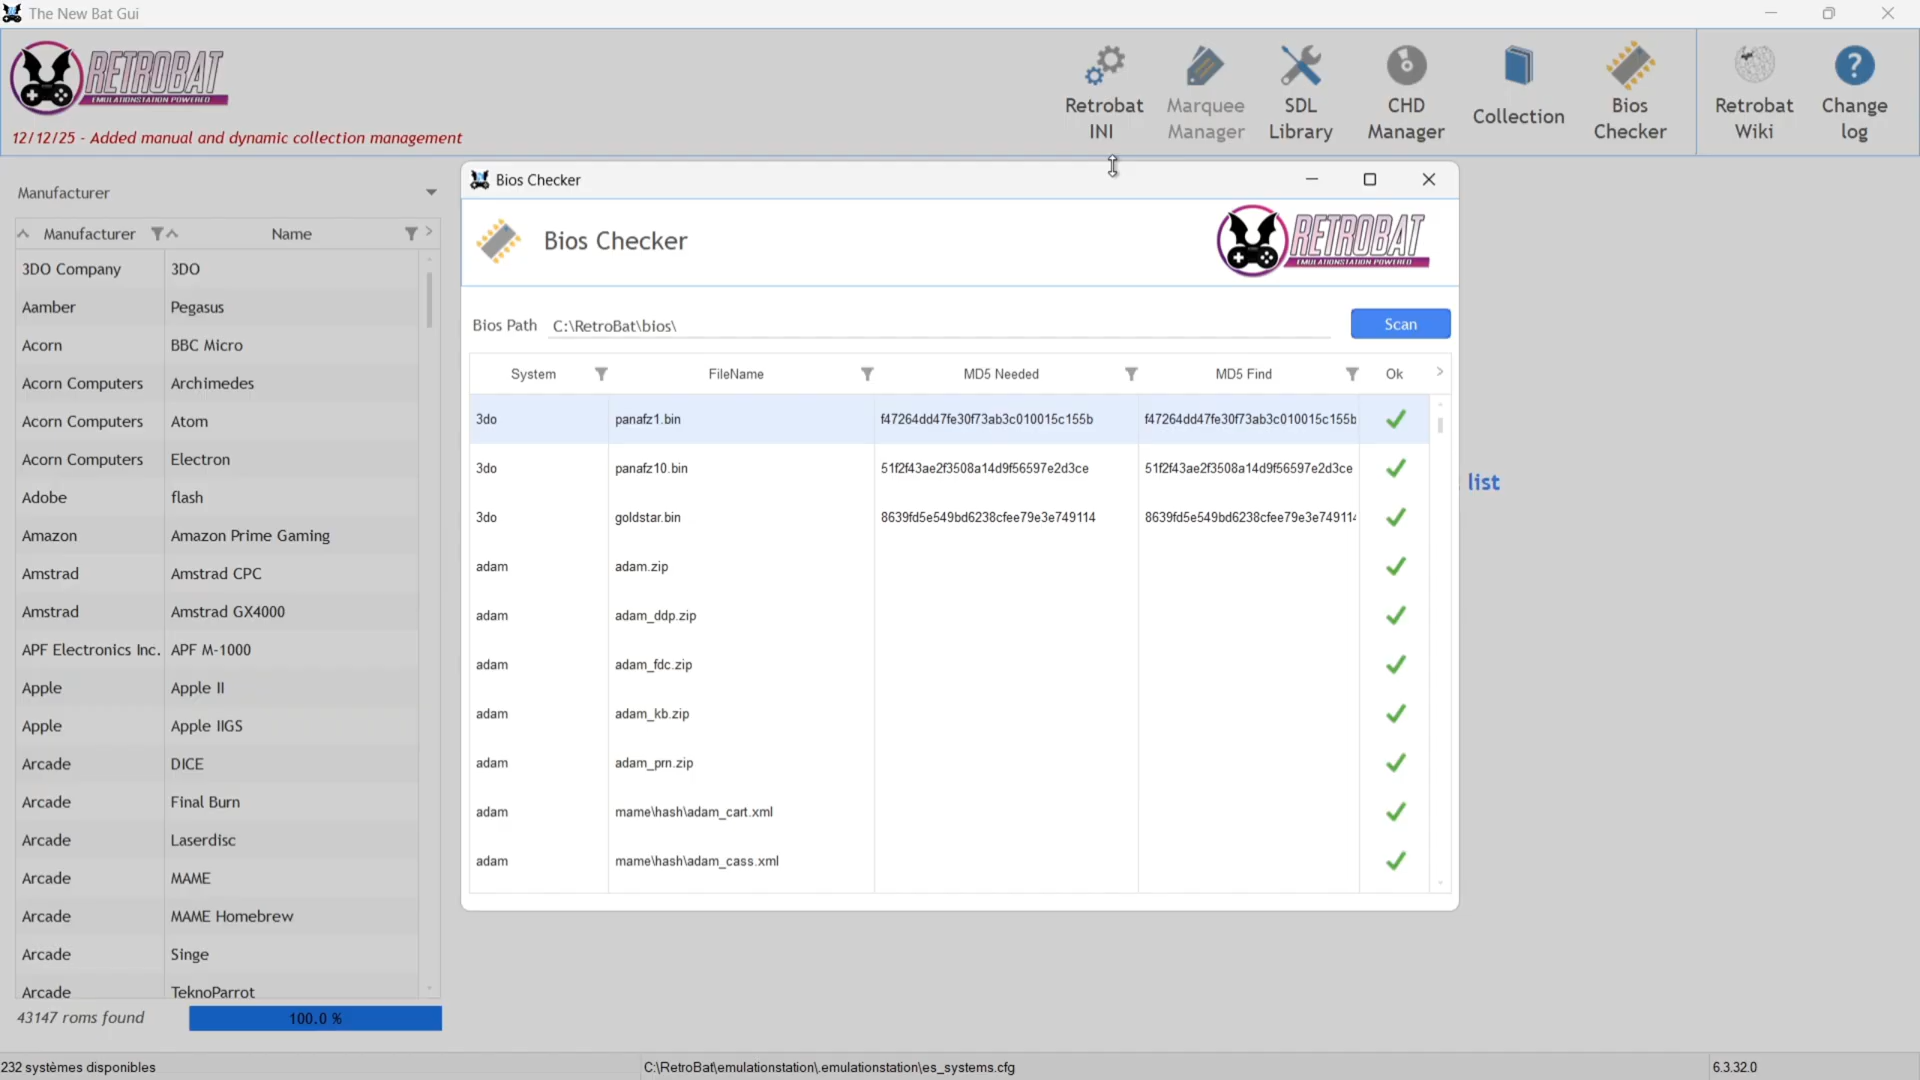 The New Bat Gui
RETROBAT
EMULATIONSTATION POWERED
12/12/25 - Added manual and dynamic collection management
Retrobat INI
Marquee Manager
SDL Library
CHD Manager
Collection
Bios Checker
Retrobat Wiki
Change log
Manufacturer
Manufacturer Name
3DO Company 3DO
Aamber Pegasus
Acorn BBC Micro
Acorn Computers Archimedes
Acorn Computers Atom
Acorn Computers Electron
Adobe flash
Amazon Amazon Prime Gaming
Amstrad Amstrad CPC
Amstrad Amstrad GX4000
APF Electronics Inc. APF M-1000
Apple Apple II
Apple Apple IIGS
Arcade DICE
Arcade Final Burn
Arcade Laserdisc
Arcade MAME
Arcade MAME Homebrew
Arcade Singe
Arcade TeknoParrot
43147 roms found 100.0 %
Bios Checker
Bios Checker
RETROBAT
EMULATIONSTATION POWERED
Bios Path C:\RetroBat\bios\ Scan
System FileName MD5 Needed MD5 Find Ok
3do panafz1.bin f47264dd47fe30f73ab3c010015c155b f47264dd47fe30f73ab3c010015c155b
3do panafz10.bin 51f2f43ae2f3508a14d9f56597e2d3ce 51f2f43ae2f3508a14d9f56597e2d3ce
3do goldstar.bin 8639fd5e549bd6238cfee79e3e749114 8639fd5e549bd6238cfee79e3e749114
adam adam.zip
adam adam_ddp.zip
adam adam_fdc.zip
adam adam_kb.zip
adam adam_prn.zip
adam mame\hash\adam_cart.xml
adam mame\hash\adam_cass.xml
list
232 systèmes disponibles
C:\RetroBat\emulationstation\.emulationstation\es_systems.cfg
6.3.32.0